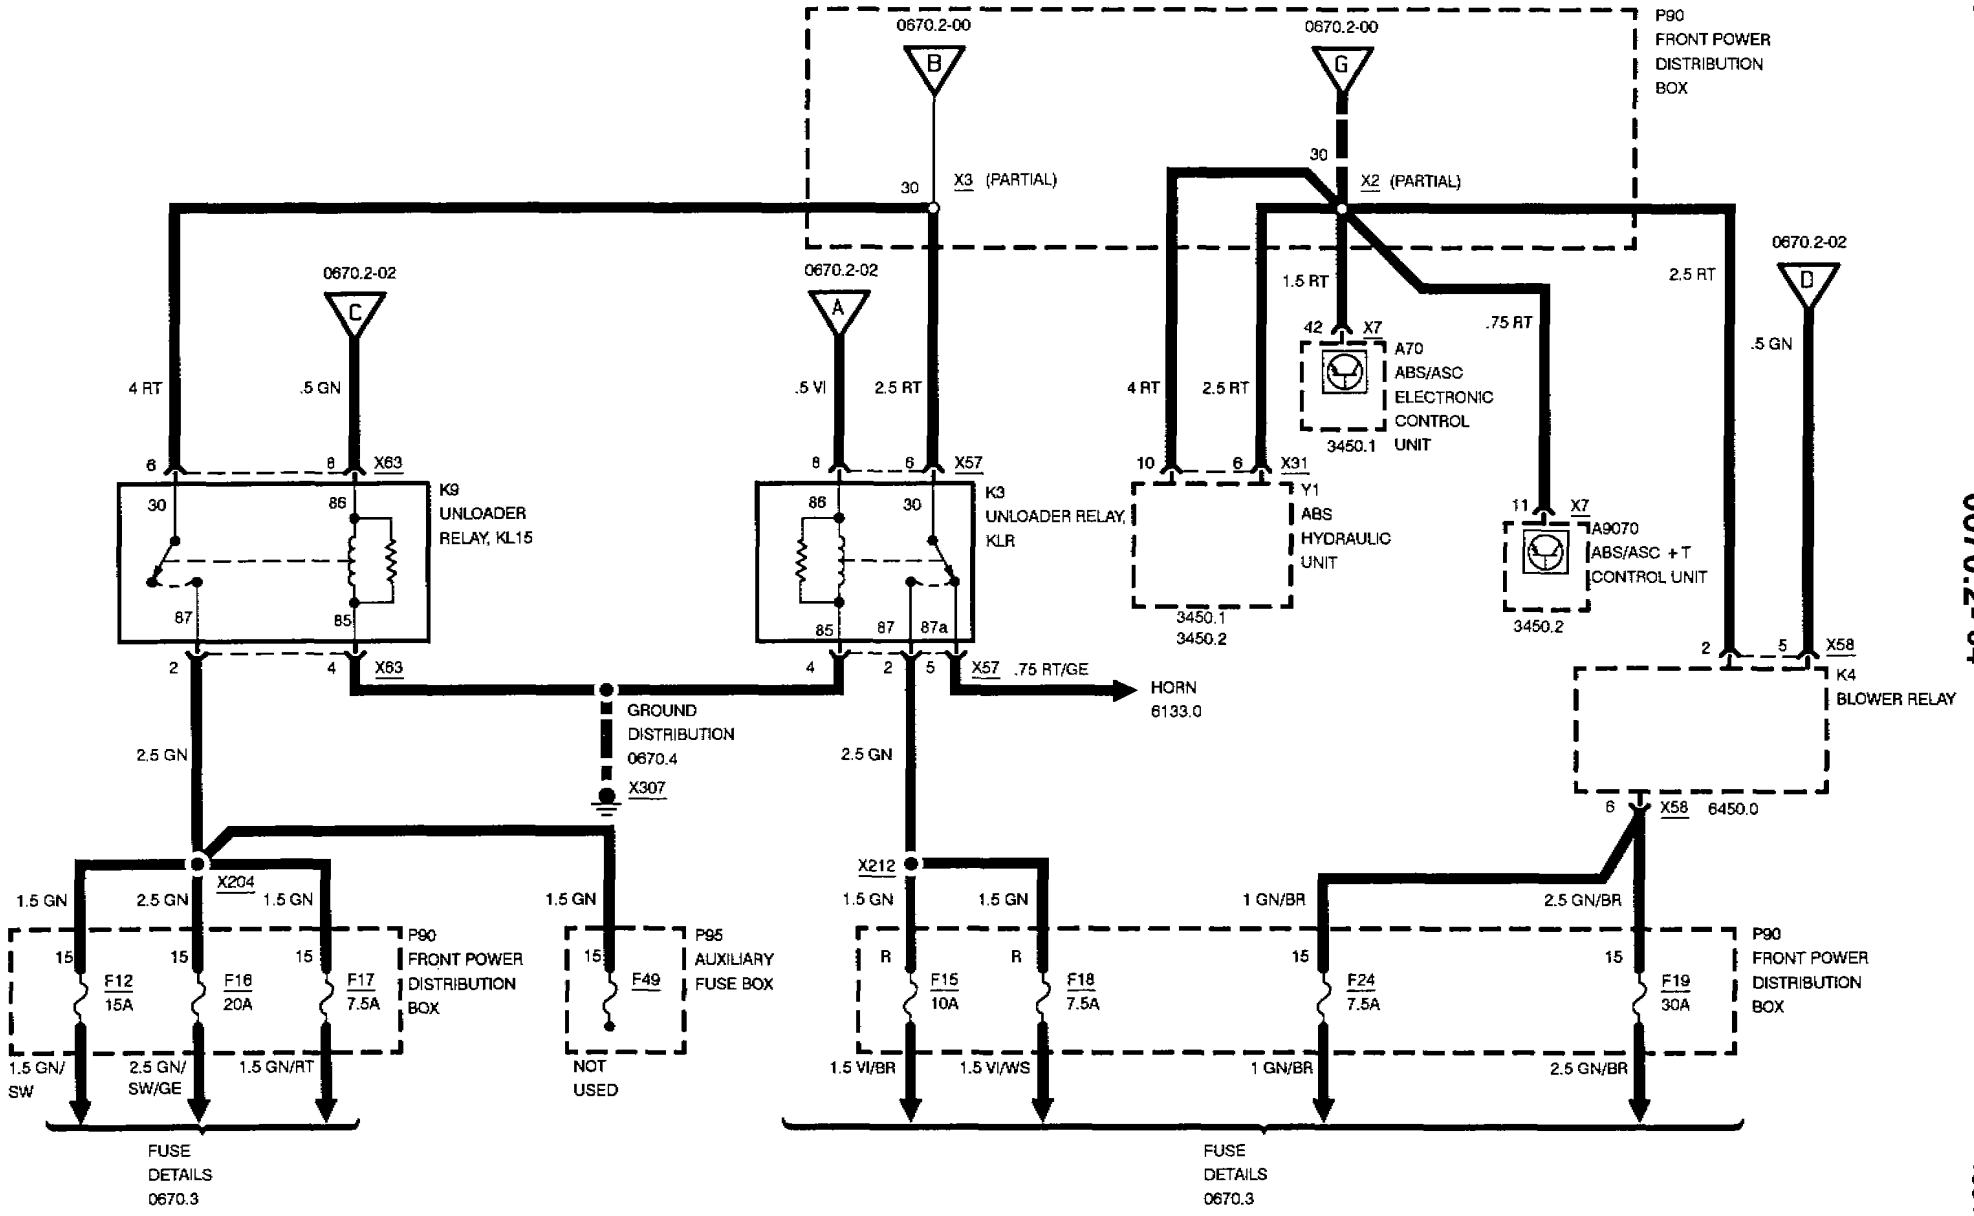 0670.2-00
0670.2-00
P90
FRONT POWER
DISTRIBUTION
BOX
B
G
30
30
X3 (PARTIAL)
X2 (PARTIAL)
0670.2-02
0670.2-02
0670.2-02
C
A
D
4 RT
.5 GN
.5 VI
2.5 RT
4 RT
2.5 RT
1.5 RT
.75 RT
2.5 RT
.5 GN
42
X7
A70
ABS/ASC
ELECTRONIC
CONTROL
UNIT
3450.1
6
8
X63
8
6
X57
10
6
X31
11
X7
K9
UNLOADER
RELAY, KL15
30
86
87
85
K3
UNLOADER RELAY,
KLR
86
30
85
87
87a
Y1
ABS
HYDRAULIC
UNIT
3450.1
3450.2
A9070
ABS/ASC +T
CONTROL UNIT
3450.2
2
4
X63
4
2
5
X57
.75 RT/GE
HORN
6133.0
2
5
X58
K4
BLOWER RELAY
GROUND
DISTRIBUTION
0670.4
X307
2.5 GN
2.5 GN
6
X58
6450.0
X204
X212
1.5 GN
2.5 GN
1.5 GN
1.5 GN
1.5 GN
1.5 GN
1 GN/BR
2.5 GN/BR
15
F12
15A
15
F16
20A
15
F17
7.5A
P90
FRONT POWER
DISTRIBUTION
BOX
15
F49
P95
AUXILIARY
FUSE BOX
R
F15
10A
R
F18
7.5A
15
F24
7.5A
15
F19
30A
P90
FRONT POWER
DISTRIBUTION
BOX
1.5 GN/
SW
2.5 GN/
SW/GE
1.5 GN/RT
NOT
USED
1.5 VI/BR
1.5 VI/WS
1 GN/BR
2.5 GN/BR
FUSE
DETAILS
0670.3
FUSE
DETAILS
0670.3